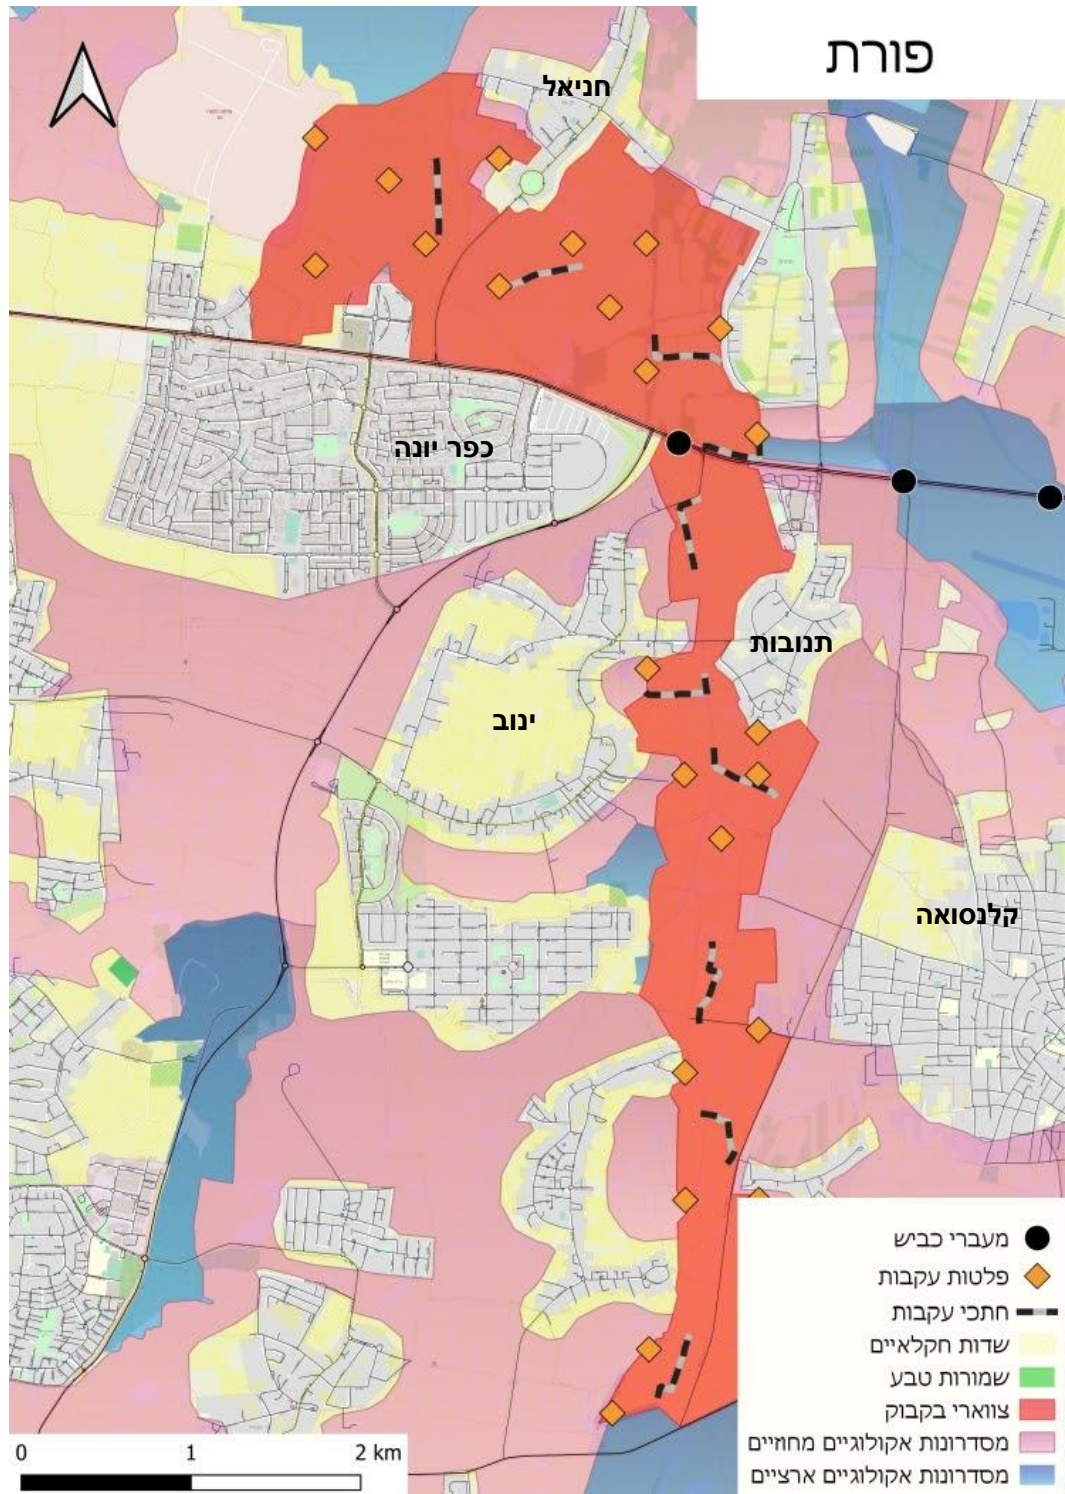 פורת
חניאל
כפר יונה
תנובות
ינוב
קלנסואה
מעברי כביש
פלטות עקבות
חתכי עקבות
שדות חקלאיים
שמורות טבע
צווארי בקבוק
מסדרונות אקולוגיים מחוזיים
מסדרונות אקולוגיים ארציים
0 1 2 km